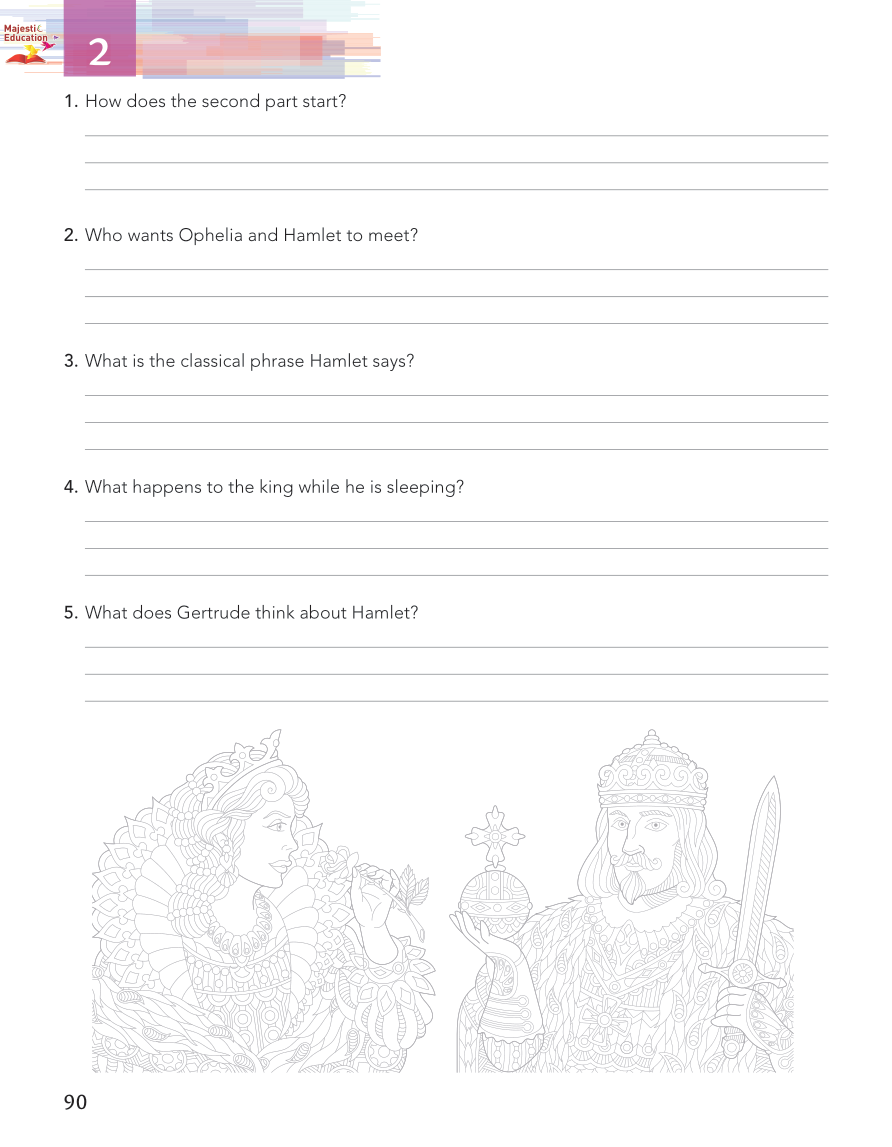 Majestic
Education
2
1. How does the second part start?
2. Who wants Ophelia and Hamlet to meet?
3. What is the classical phrase Hamlet says?
4. What happens to the king while he is sleeping?
5. What does Gertrude think about Hamlet?
90